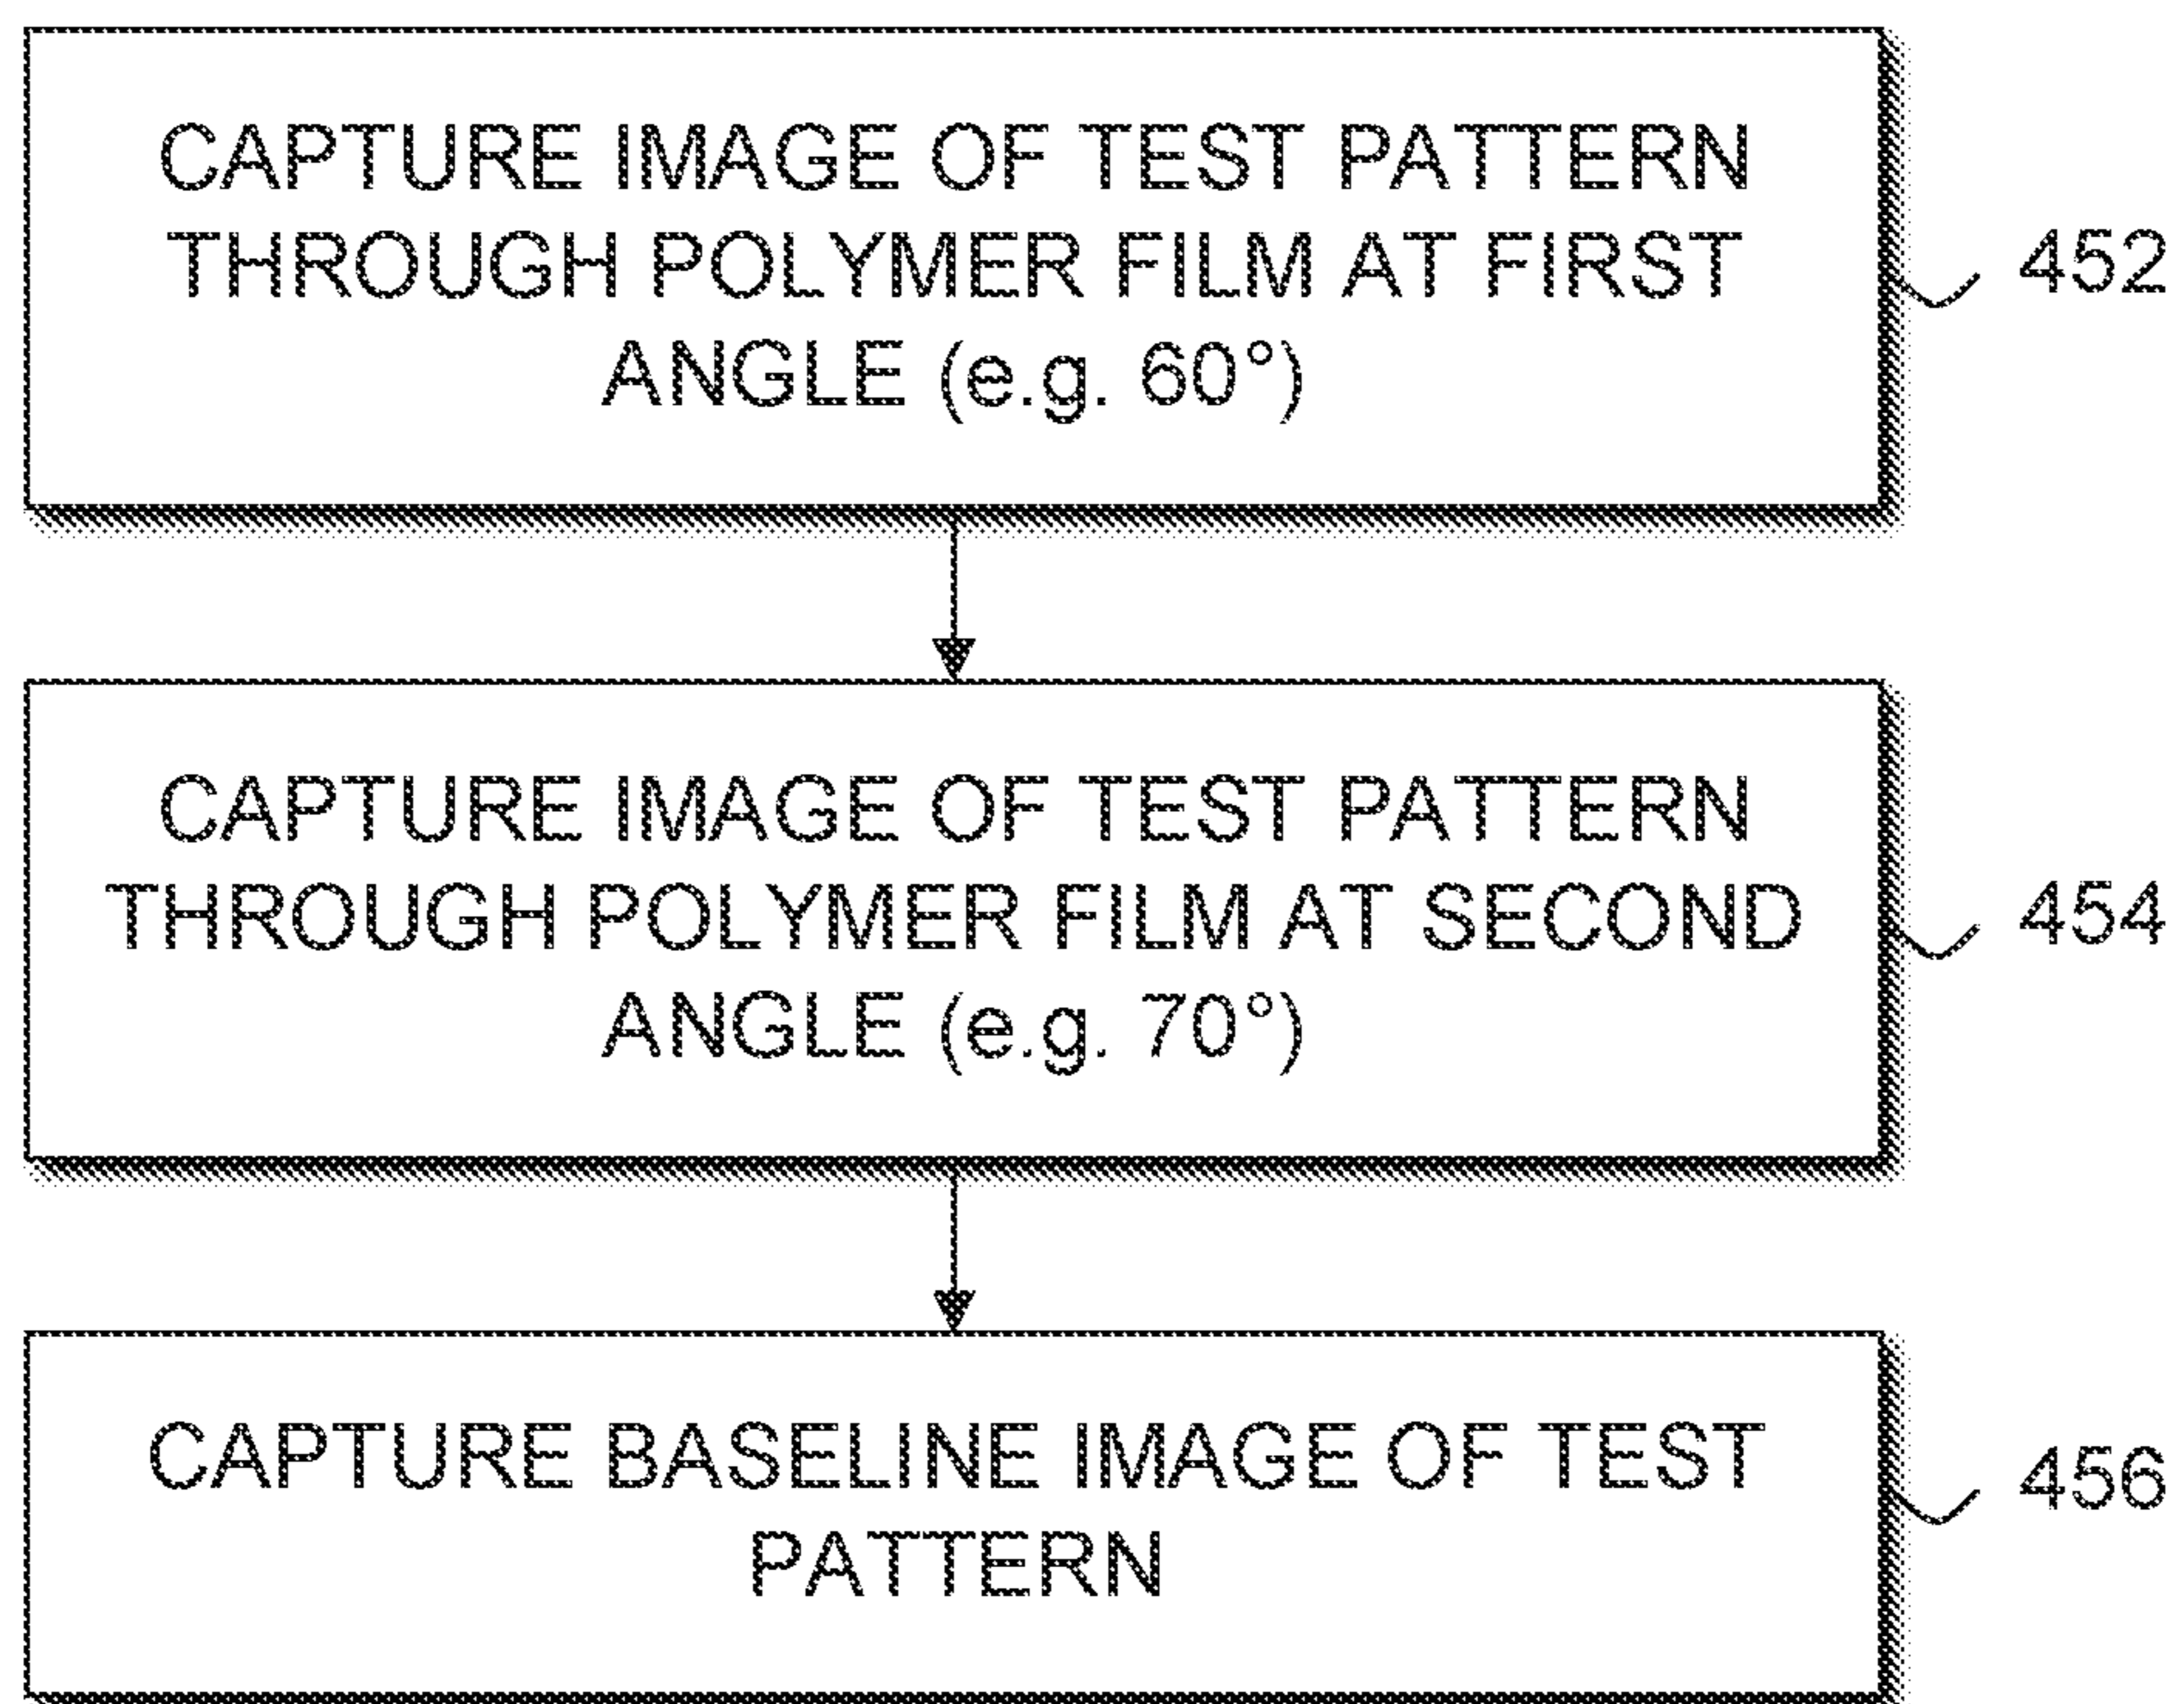 CAPTURE IMAGE OF TEST PATTERN
THROUGH POLYMER FILM AT FIRST
ANGLE (e.g. 60°)
452
CAPTURE IMAGE OF TEST PATTERN
THROUGH POLYMER FILM AT SECOND
ANGLE (e.g. 70°)
454
CAPTURE BASELINE IMAGE OF TEST
PATTERN
456